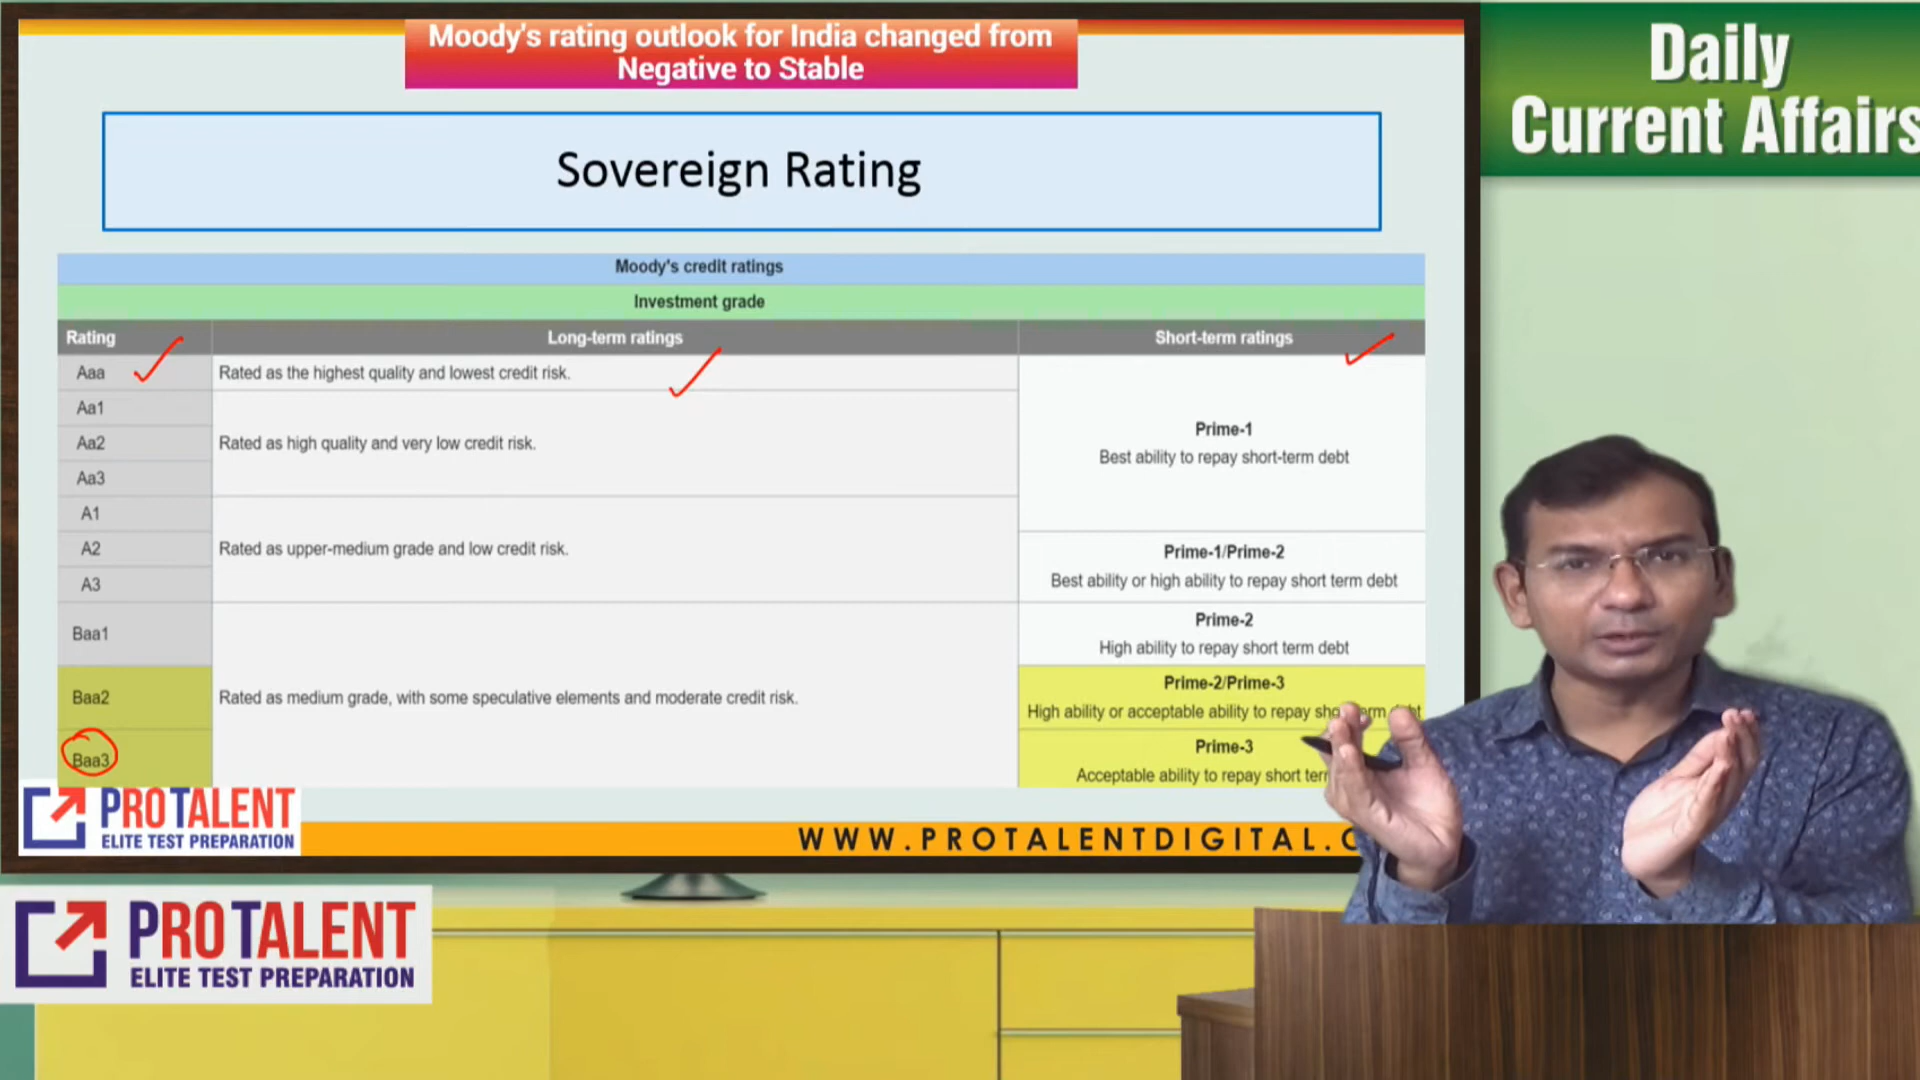 Moody's rating outlook for India changed from
Negative to Stable
Daily
Current Affairs
Sovereign Rating
Moody's credit ratings
Investment grade
Rating
Long-term ratings
Short-term ratings
Aaa
Rated as the highest quality and lowest credit risk.
Aa1
Aa2
Rated as high quality and very low credit risk.
Aa3
Prime-1
Best ability to repay short-term debt
A1
A2
Rated as upper-medium grade and low credit risk.
A3
Prime-1/Prime-2
Best ability or high ability to repay short term debt
Baa1
Prime-2
High ability to repay short term debt
Baa2
Rated as medium grade, with some speculative elements and moderate credit risk.
Prime-2/Prime-3
High ability or acceptable ability to repay
Baa3
Prime-3
Acceptable ability to repay short
PROTALENT
ELITE TEST PREPARATION
WWW.PROTALENTDIGITAL.C
PROTALENT
ELITE TEST PREPARATION